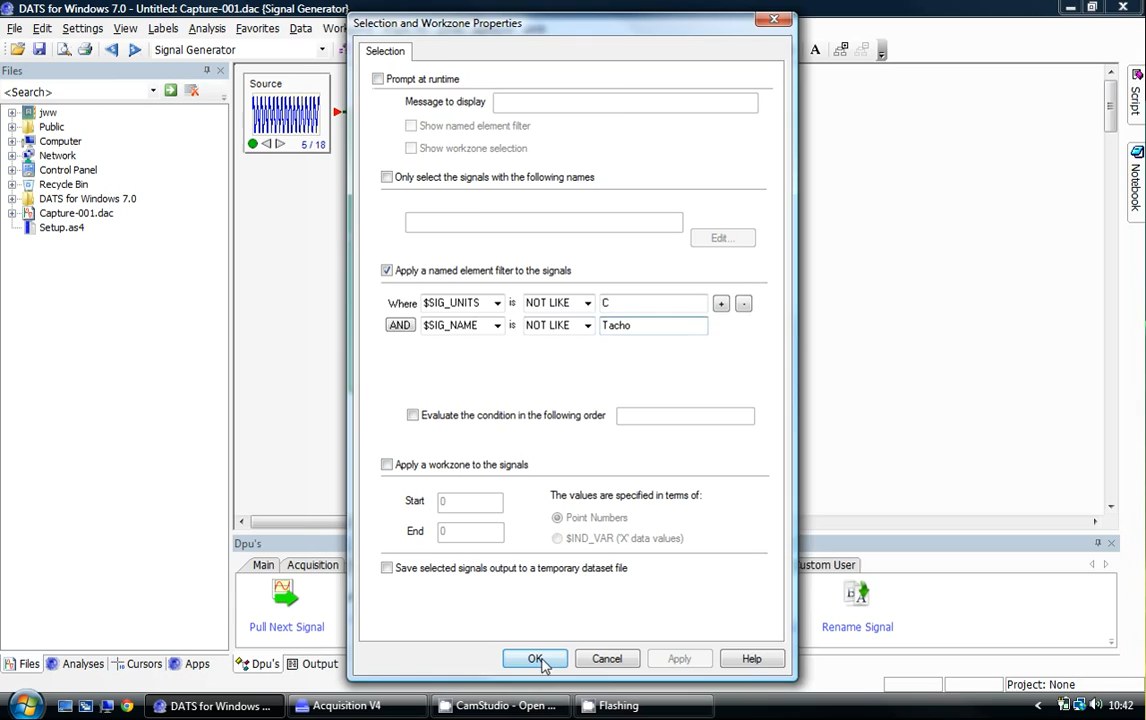 DATS for Windows 7.0 - Untitled: Capture-001.dac (Signal Generator)
File Edit Settings View Labels Analysis Favorites Data
Signal Generator
A
Files
<Search>
jww
Public
Computer
Network
Control Panel
Recycle Bin
DATS for Windows 7.0
Capture-001.dac
Setup.as4
Source
5 / 18
Selection and Workzone Properties
Selection
Prompt at runtime
Message to display
Show named element filter
Show workzone selection
Only select the signals with the following names
Edit...
Apply a named element filter to the signals
Where $SIG_UNITS is NOT LIKE C + -
AND $SIG_NAME is NOT LIKE Tacho
Evaluate the condition in the following order
Apply a workzone to the signals
Start 0
End 0
The values are specified in terms of:
Point Numbers
$IND_VAR ('X' data values)
Save selected signals output to a temporary dataset file
OK Cancel Apply Help
Script
Notebook
Dpu's
Main Acquisition
Custom User
Pull Next Signal
Rename Signal
Files Analyses Cursors Apps
Dpu's Output
Project: None
DATS for Windows ...
Acquisition V4
CamStudio - Open ...
Flashing
10:42